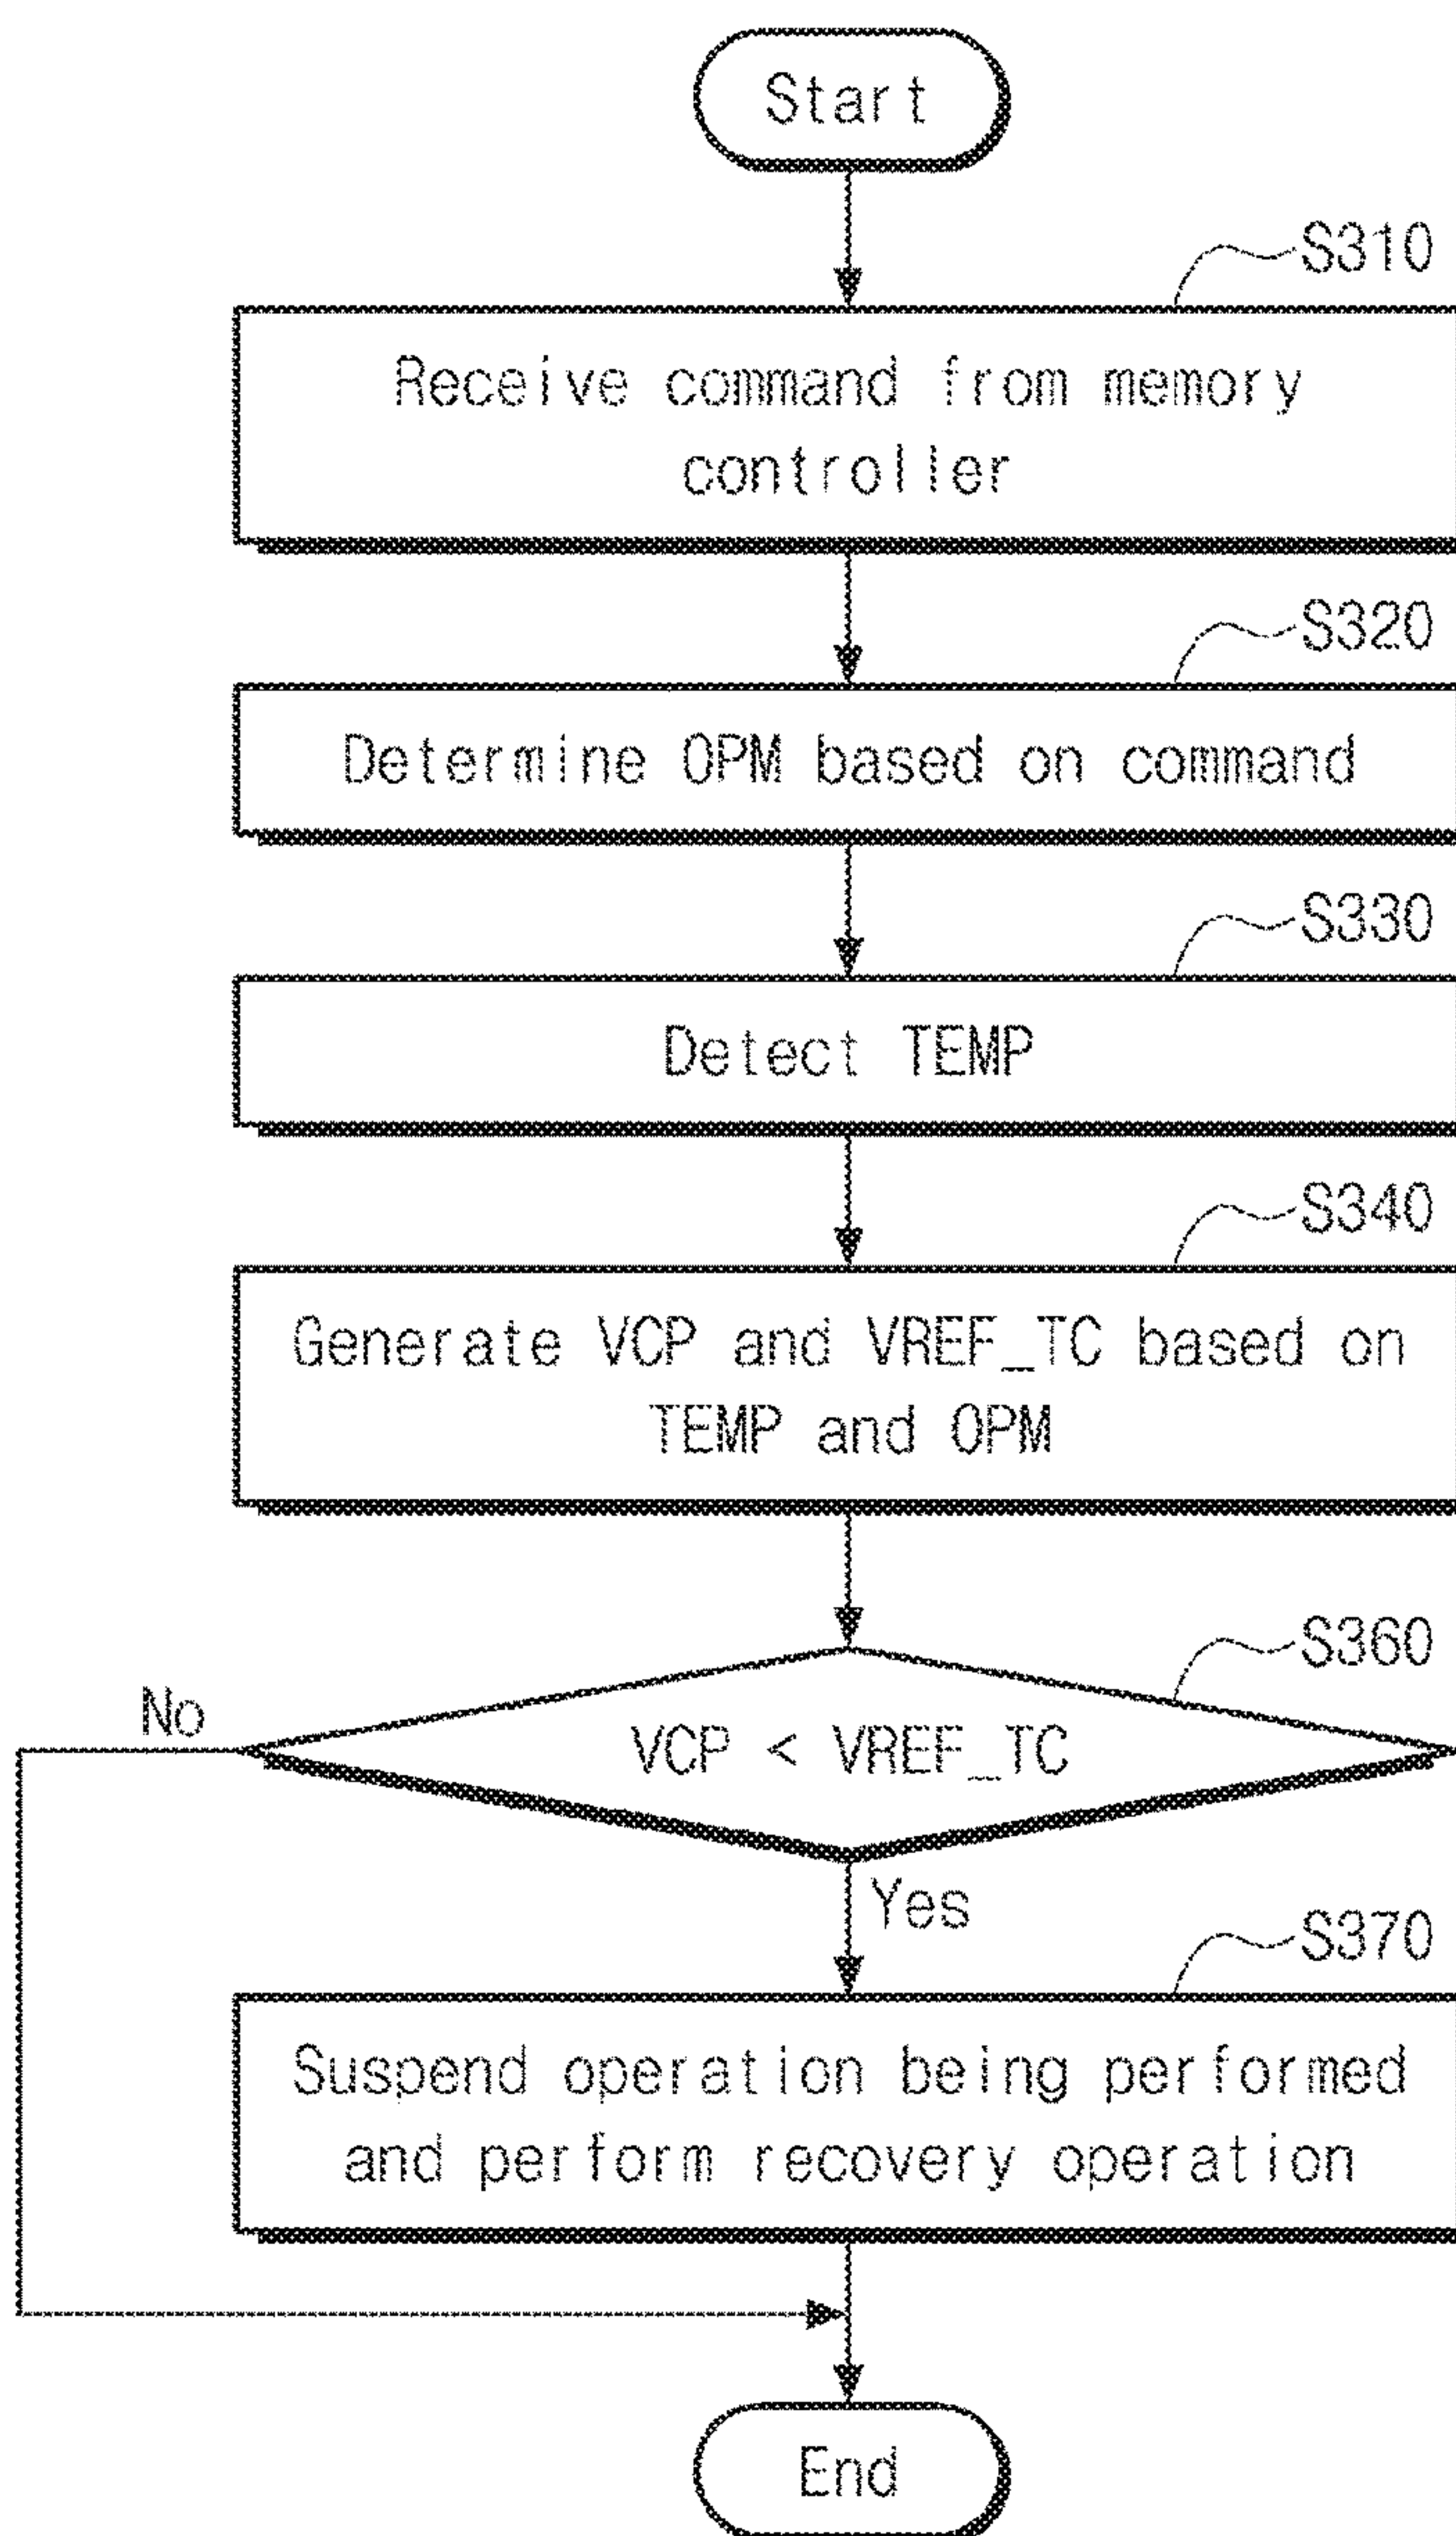 Start
S310
Receive command from memory
controller
S320
Determine OPM based on command
S330
Detect TEMP
S340
Generate VCP and VREF_TC based on
TEMP and OPM
S360
No
VCP < VREF_TC
Yes
S370
Suspend operation being performed
and perform recovery operation
End